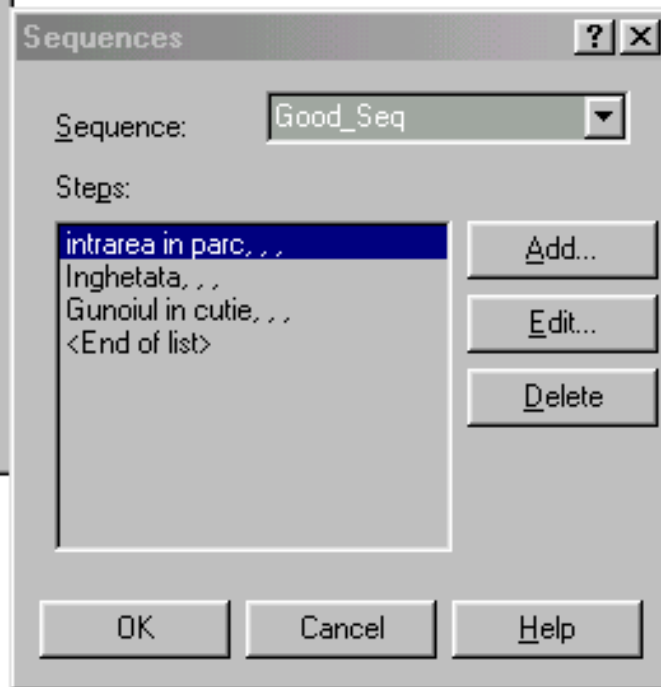 Sequences
Sequence: Good_Seq
Steps:
intrarea in parc, , ,
Inghetata, , ,
Gunoiul in cutie, , ,
<End of list>
Add...
Edit...
Delete
OK Cancel Help